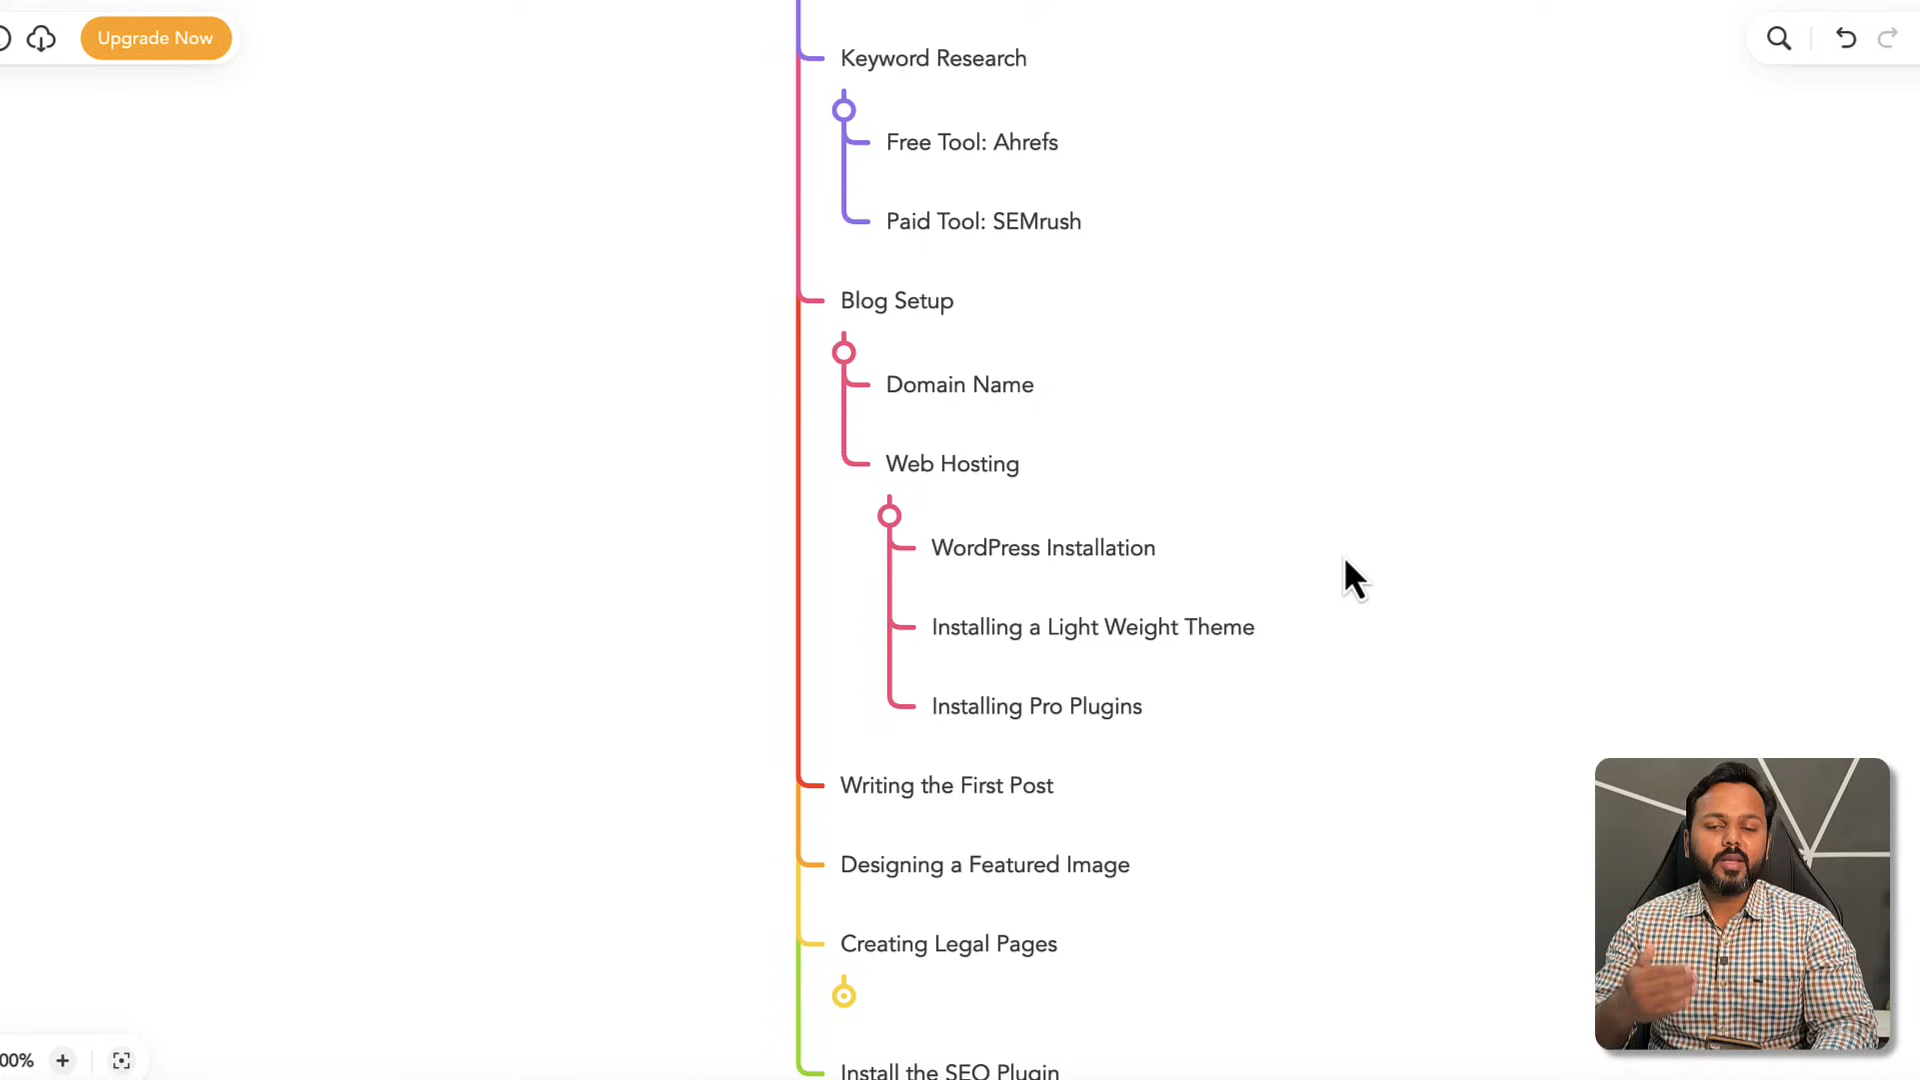 Upgrade Now
Keyword Research
Free Tool: Ahrefs
Paid Tool: SEMrush
Blog Setup
Domain Name
Web Hosting
WordPress Installation
Installing a Light Weight Theme
Installing Pro Plugins
Writing the First Post
Designing a Featured Image
Creating Legal Pages
00%
Install the SEO Plugin